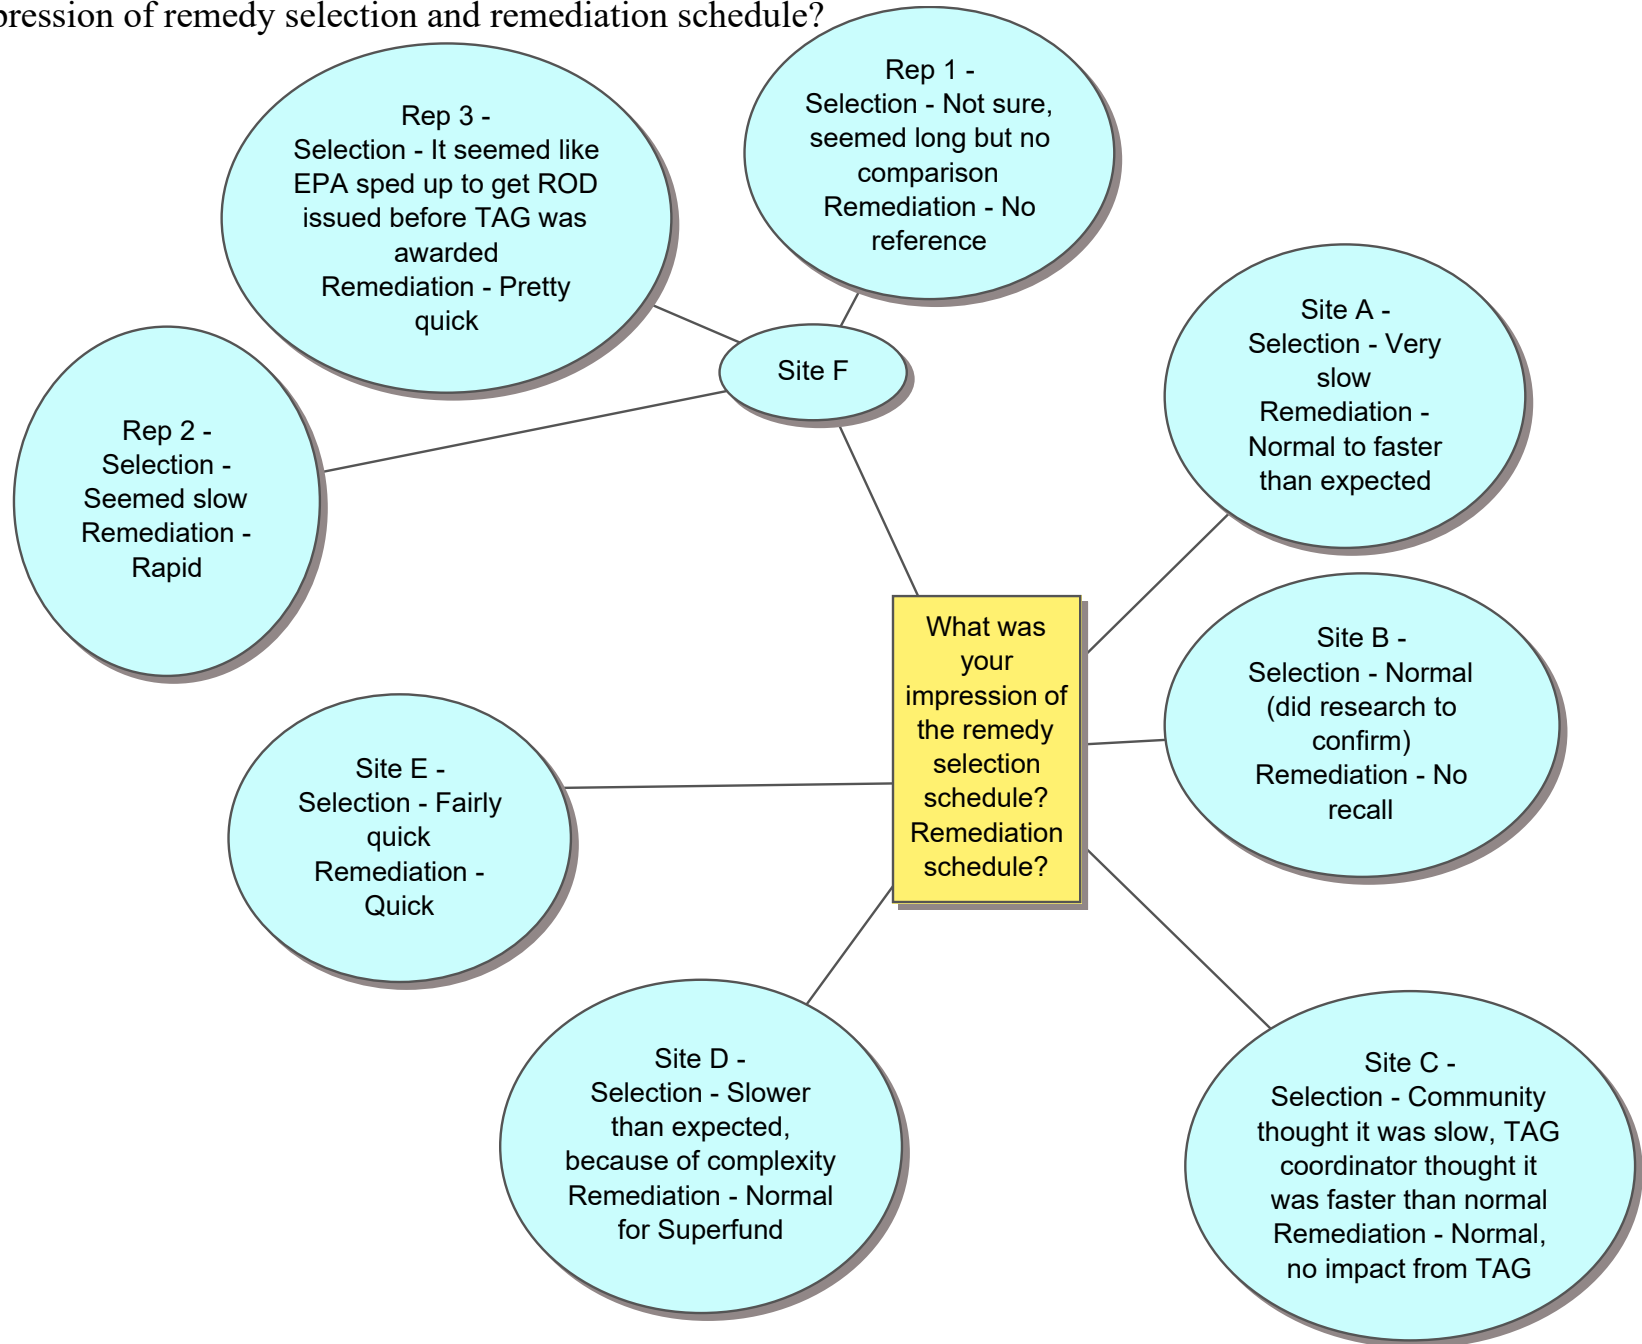 pression of remedy selection and remediation schedule?
Rep 1 -
Selection - Not sure,
seemed long but no
comparison
Remediation - No
reference
Rep 3 -
Selection - It seemed like
EPA sped up to get ROD
issued before TAG was
awarded
Remediation - Pretty
quick
Site A -
Selection - Very
slow
Remediation -
Normal to faster
than expected
Site F
Rep 2 -
Selection -
Seemed slow
Remediation -
Rapid
What was
your
impression of
the remedy
selection
schedule?
Remediation
schedule?
Site B -
Selection - Normal
(did research to
confirm)
Remediation - No
recall
Site E -
Selection - Fairly
quick
Remediation -
Quick
Site D -
Selection - Slower
than expected,
because of complexity
Remediation - Normal
for Superfund
Site C -
Selection - Community
thought it was slow, TAG
coordinator thought it
was faster than normal
Remediation - Normal,
no impact from TAG